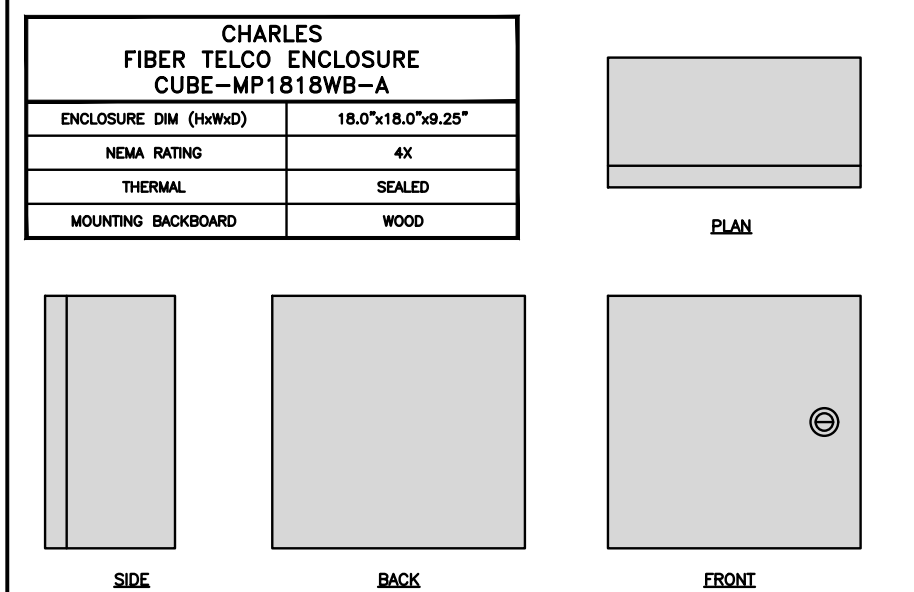 CHARLES
FIBER TELCO ENCLOSURE
CUBE-MP1818WB-A
ENCLOSURE DIM (HxWxD) 18.0"x18.0"x9.25"
NEMA RATING 4X
THERMAL SEALED
MOUNTING BACKBOARD WOOD
PLAN
SIDE BACK FRONT